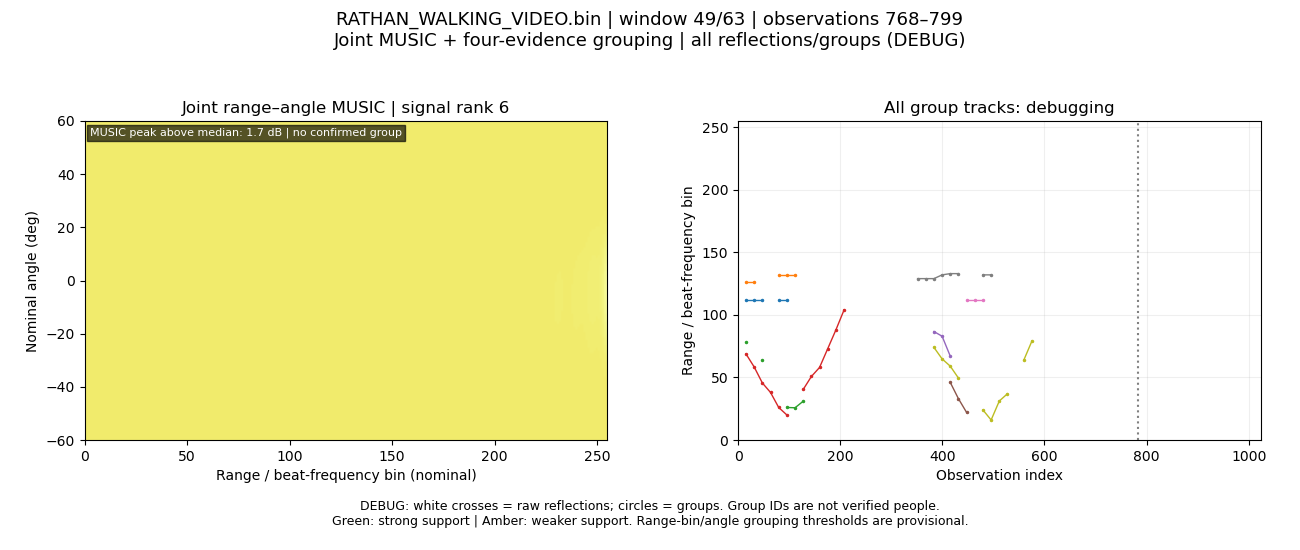 RATHAN_WALKING_VIDEO.bin | window 49/63 | observations 768–799
Joint MUSIC + four-evidence grouping | all reflections/groups (DEBUG)
Joint range–angle MUSIC | signal rank 6
MUSIC peak above median: 1.7 dB | no confirmed group
Nominal angle (deg)
60
40
20
0
−20
−40
−60
0 50 100 150 200 250
Range / beat-frequency bin (nominal)
All group tracks: debugging
Range / beat-frequency bin
250
200
150
100
50
0
0 200 400 600 800 1000
Observation index
DEBUG: white crosses = raw reflections; circles = groups. Group IDs are not verified people.
Green: strong support | Amber: weaker support. Range-bin/angle grouping thresholds are provisional.